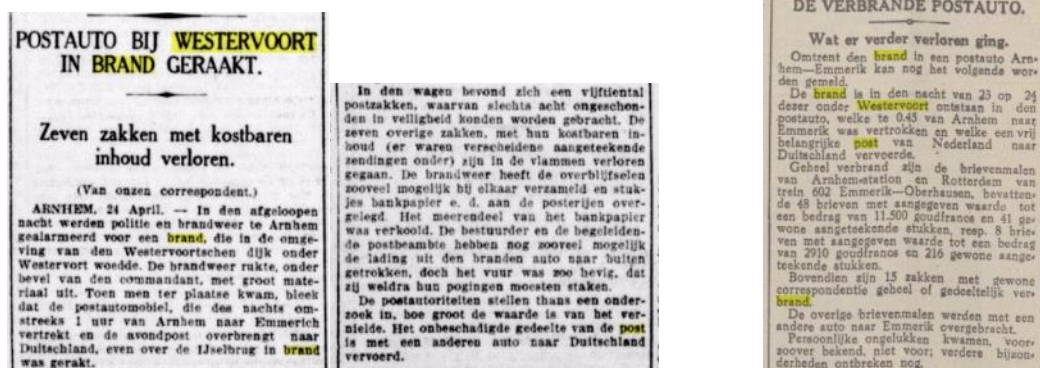 POSTAUTO BIJ WESTERVOORT
IN BRAND GERAAKT.
Zeven zakken met kostbaren
inhoud verloren.
(Van onzen correspondent.)
ARNHEM, 24 April. — In den afgeloopen
nacht werden politie en brandweer te Arnhem
gealarmeerd voor een brand, die in de omge-
ving van den Westervoortschen dijk onder
Westervort woedde. De brandweer rukte, onder
bevel van den commandant, met groot mate-
riaal uit. Toen men ter plaatse kwam, bleek
dat de postautomobiel, die des nachts om-
streeks 1 uur van Arnhem naar Emmerich
vertrekt en de avondpost overbrengt naar
Duitschland, even over de IJselbrug in brand
was gerakt.
In den wagen bevond zich een vijftiental
postzakken, waarvan slechts acht ongeschon-
den in veiligheid konden worden gebracht. De
zeven overige zakken, met hun kostbaren in-
houd (er waren verscheidene aangeteekende
zendingen onder) zijn in de vlammen verloren
gegaan. De brandweer heeft de overblijfselen
zooveel mogelijk bij elkaar verzameld en stuk-
jes bankpapier e. d. aan de posterijen over-
gelegd. Het meerendeel van het bankpapier
was verkoold. De bestuurder en de begeleiden-
de postbeambte hebben nog zooveel mogelijk
de lading uit den branden auto naar buiten
getrokken, doch het vuur was zoo hevig, dat
zij weldra hun pogingen moesten staken.
De postautoriteiten stellen thans een onder-
zoek in, hoe groot de waarde is van het ver-
nielde. Het onbeschadigde gedeelte van de post
is met een anderen auto naar Duitschland
vervoerd.
DE VERBRANDE POSTAUTO.
Wat er verder verloren ging.
Omtrent den brand in een postauto Arn-
hem—Emmerik kan nog het volgende wor-
den gemeld.
De brand is in den nacht van 23 op 24
dezer onder Westervoort ontstaan in den
postauto, welke te 0.45 van Arnhem naar
Emmerik was vertrokken en welke een vrij
belangrijke post van Nederland naar
Duitschland vervoerde.
Geheel verbrand zijn de brievenmalen
van Arnhem-station en Rotterdam van
trein 602 Emmerik—Oberhausen, bevatten-
de 48 brieven met aangegeven waarde tot
een bedrag van 11.500 goudfrancs en 41 ge-
wone aangeteekende stukken, resp. 8 brie-
ven met aangegeven waarde tot een bedrag
van 2910 goudfrancs en 216 gewone aange-
teekende stukken.
Bovendien zijn 15 zakken met gewone
correspondentie geheel of gedeeltelijk ver-
brand.
De overige brievenmalen werden met een
andere auto naar Emmerik overgebracht.
Persoonlijke ongelukken kwamen, voor-
zoover bekend, niet voor; verdere bijzon-
derheden ontbreken nog.